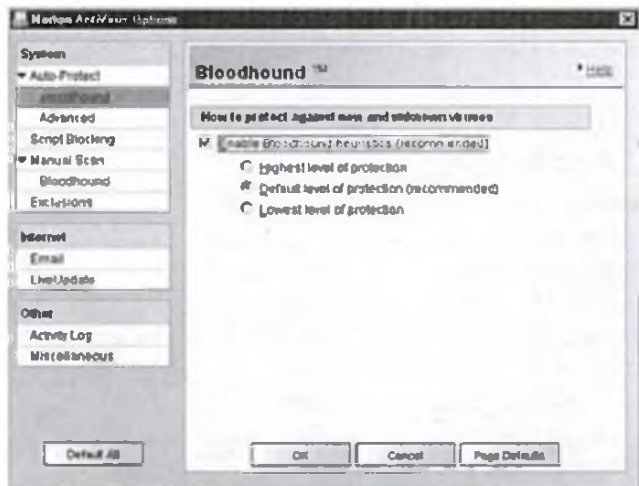 Norton AntiVirus Options
System
Auto-Protect
Bloodhound
Advanced
Script Blocking
Manual Scan
Bloodhound
Exclusions
Internet
Email
LiveUpdate
Other
Activity Log
Miscellaneous
Default All
Bloodhound ™
Help
How to protect against new and unknown viruses
Enable Bloodhound heuristics (recommended)
Highest level of protection
Default level of protection (recommended)
Lowest level of protection
OK
Cancel
Page Defaults